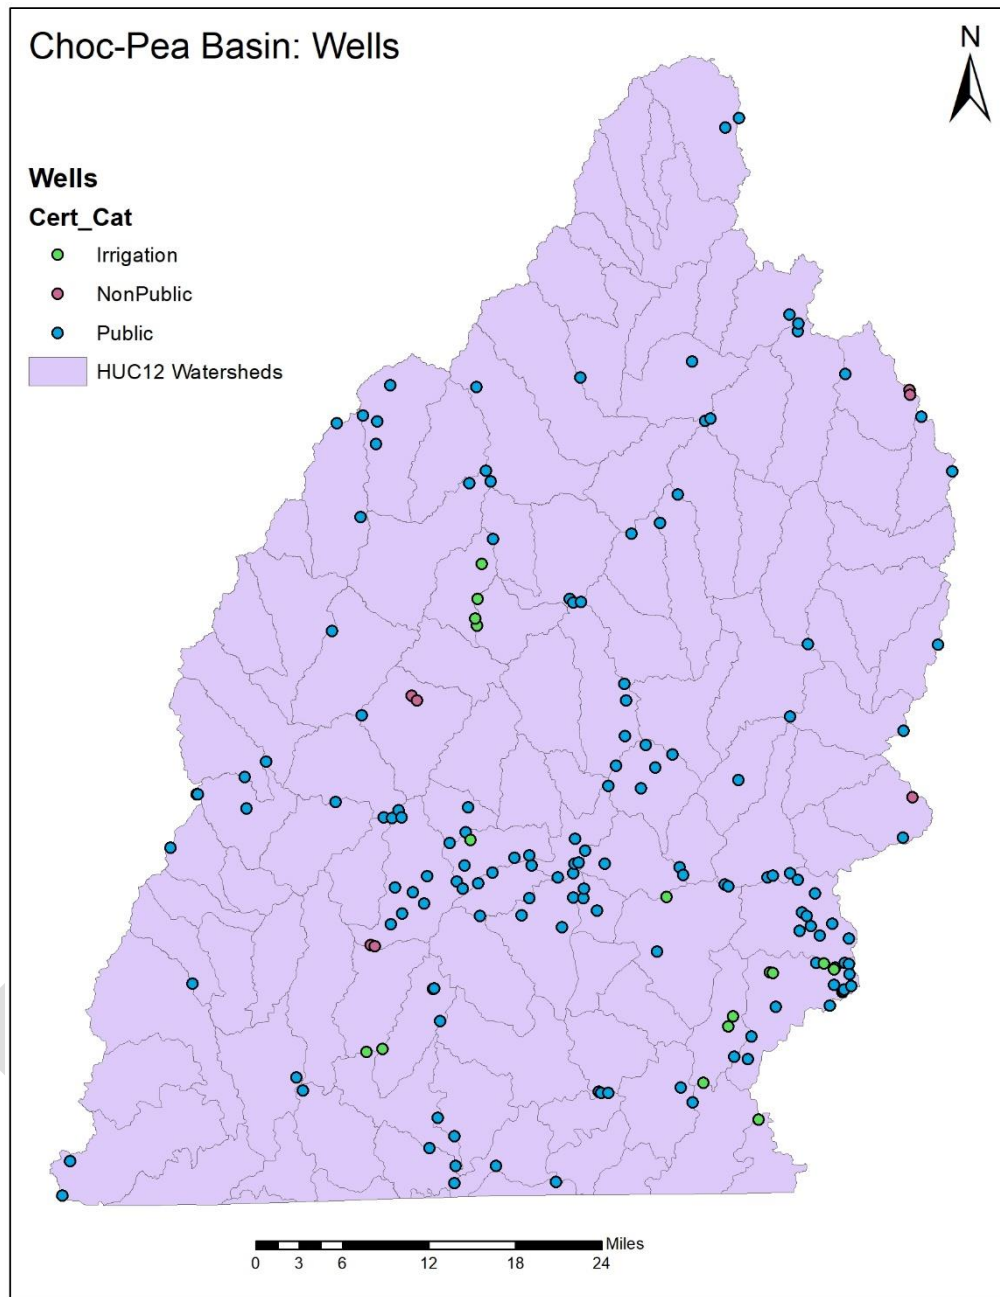 Choc-Pea Basin: Wells
N
Wells
Cert_Cat
Irrigation
NonPublic
Public
HUC12 Watersheds
Miles
0 3 6 12 18 24